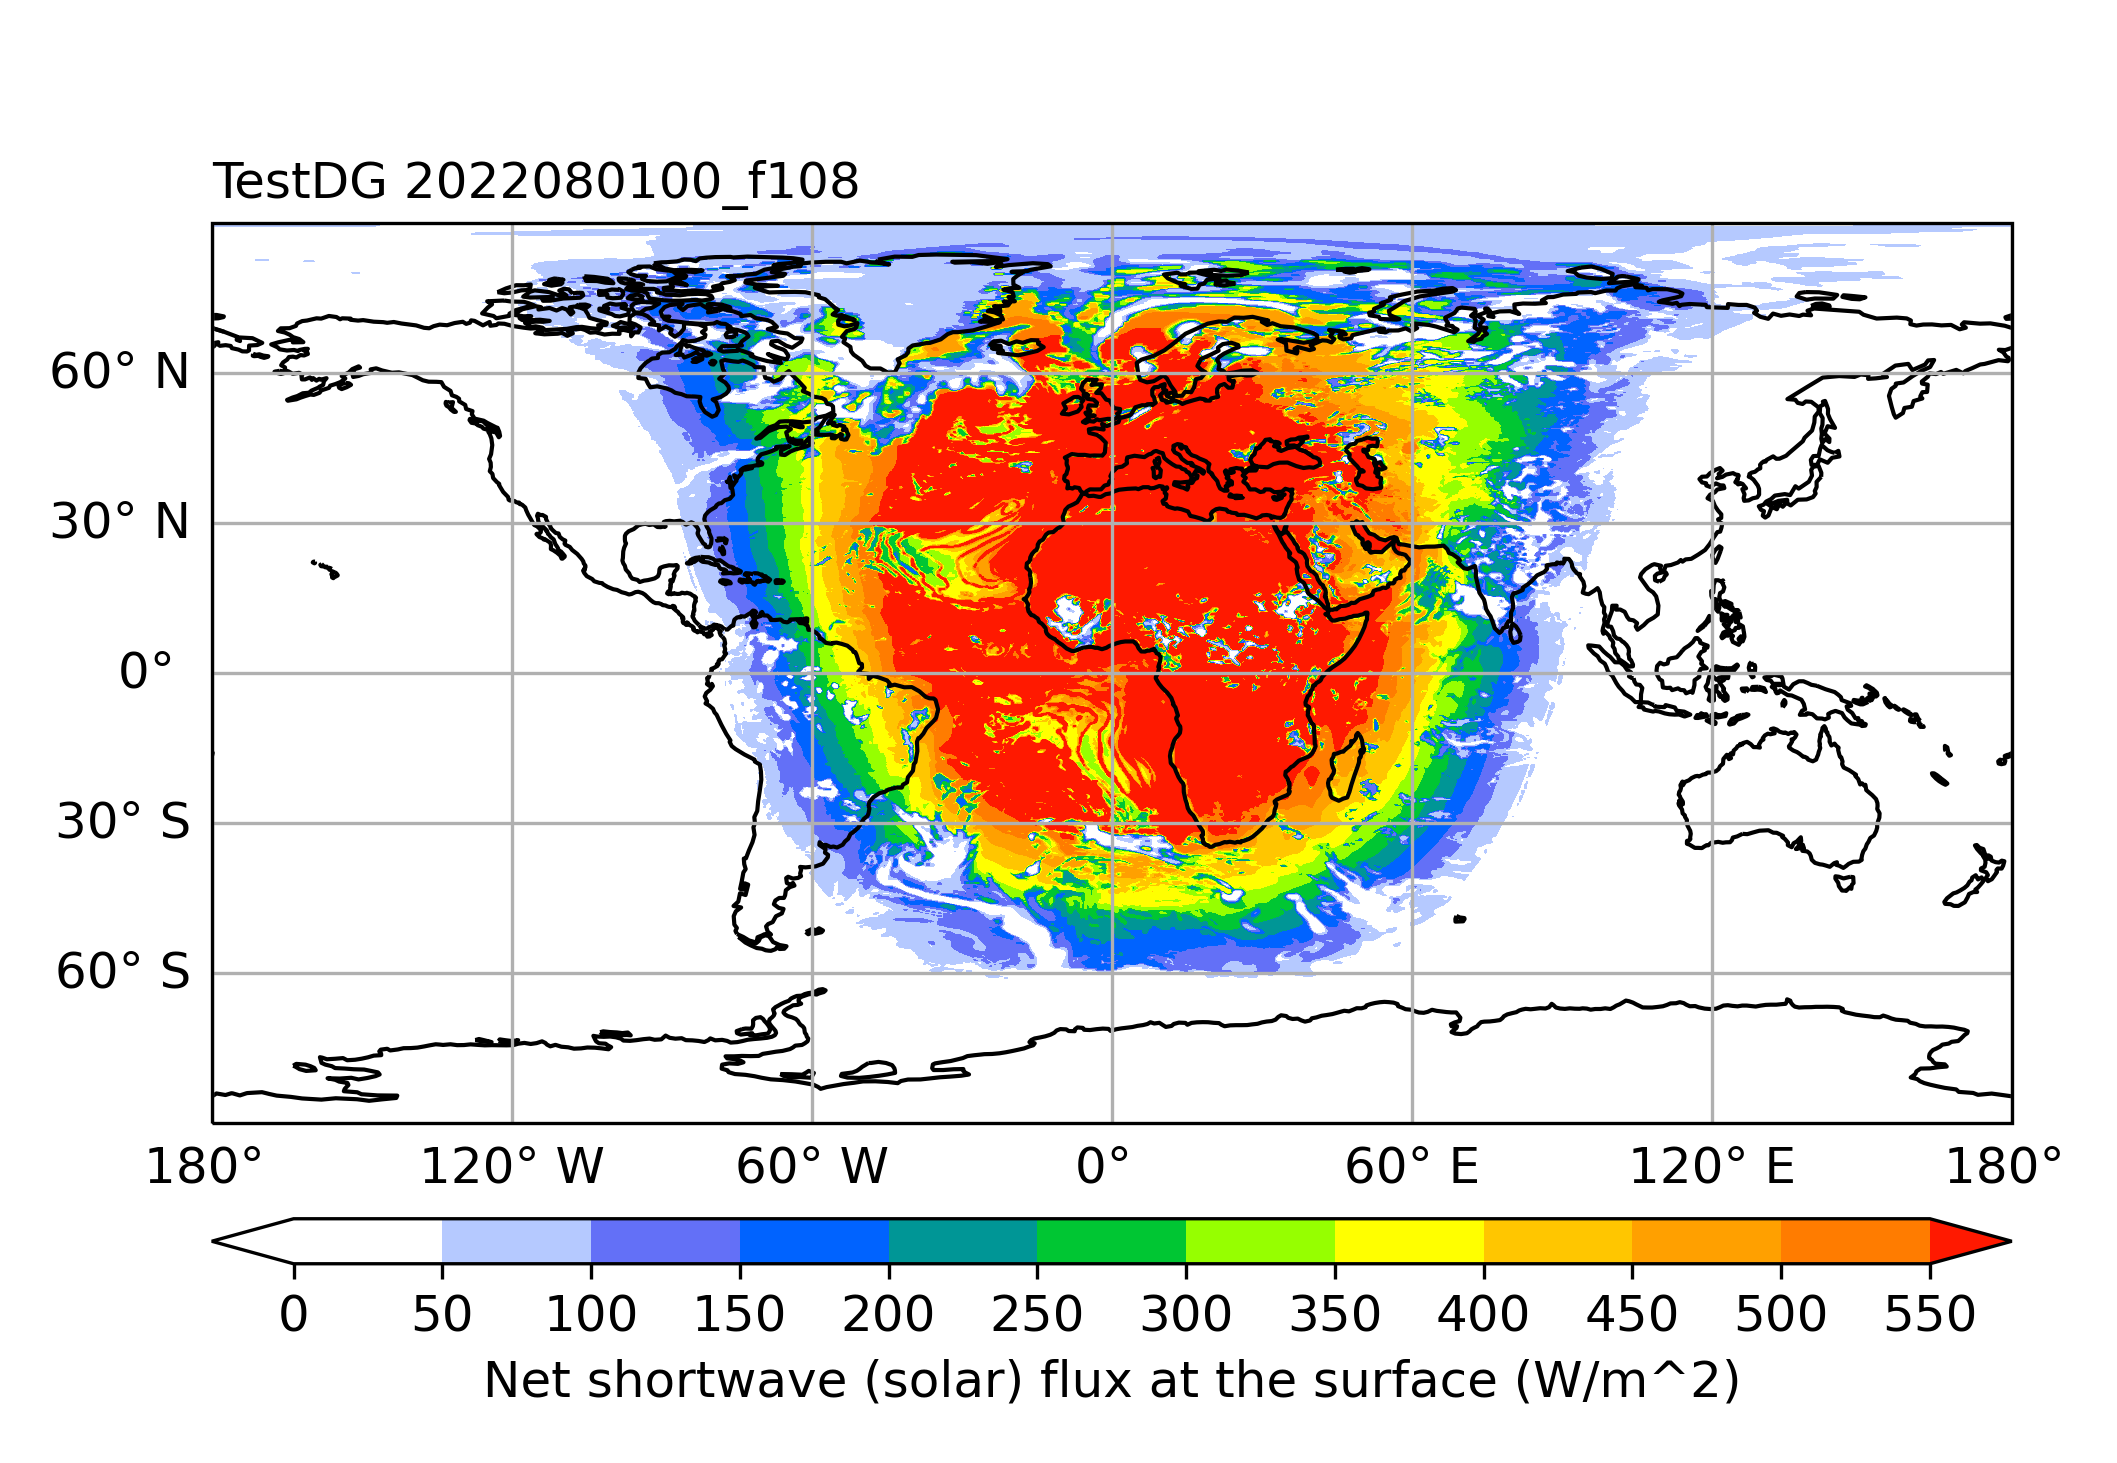 TestDG 2022080100_f108
60° N
30° N
0°
30° S
60° S
180° 120° W 60° W 0° 60° E 120° E 180°
0 50 100 150 200 250 300 350 400 450 500 550
Net shortwave (solar) flux at the surface (W/m^2)